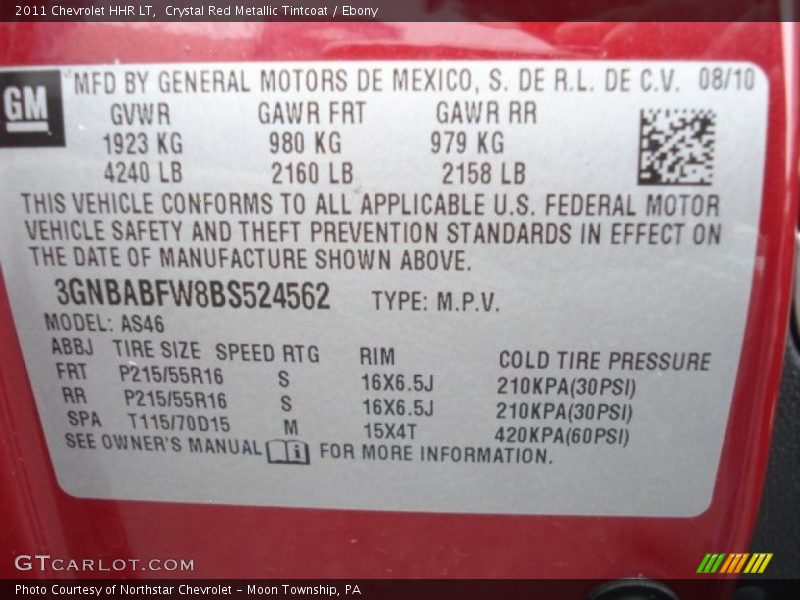 2011 Chevrolet HHR LT,  Crystal Red Metallic Tintcoat / Ebony
GM
MFD BY GENERAL MOTORS DE MEXICO, S. DE R.L. DE C.V. 08/10
GVWR GAWR FRT GAWR RR
1923 KG 980 KG 979 KG
4240 LB 2160 LB 2158 LB
THIS VEHICLE CONFORMS TO ALL APPLICABLE U.S. FEDERAL MOTOR
VEHICLE SAFETY AND THEFT PREVENTION STANDARDS IN EFFECT ON
THE DATE OF MANUFACTURE SHOWN ABOVE.
3GNBABFW8BS524562 TYPE: M.P.V.
MODEL: AS46
ABBJ TIRE SIZE SPEED RTG RIM COLD TIRE PRESSURE
FRT P215/55R16 S 16X6.5J 210KPA(30PSI)
RR P215/55R16 S 16X6.5J 210KPA(30PSI)
SPA T115/70D15 M 15X4T 420KPA(60PSI)
SEE OWNER'S MANUAL i FOR MORE INFORMATION.
GTCARLOT.COM
Photo Courtesy of Northstar Chevrolet - Moon Township, PA